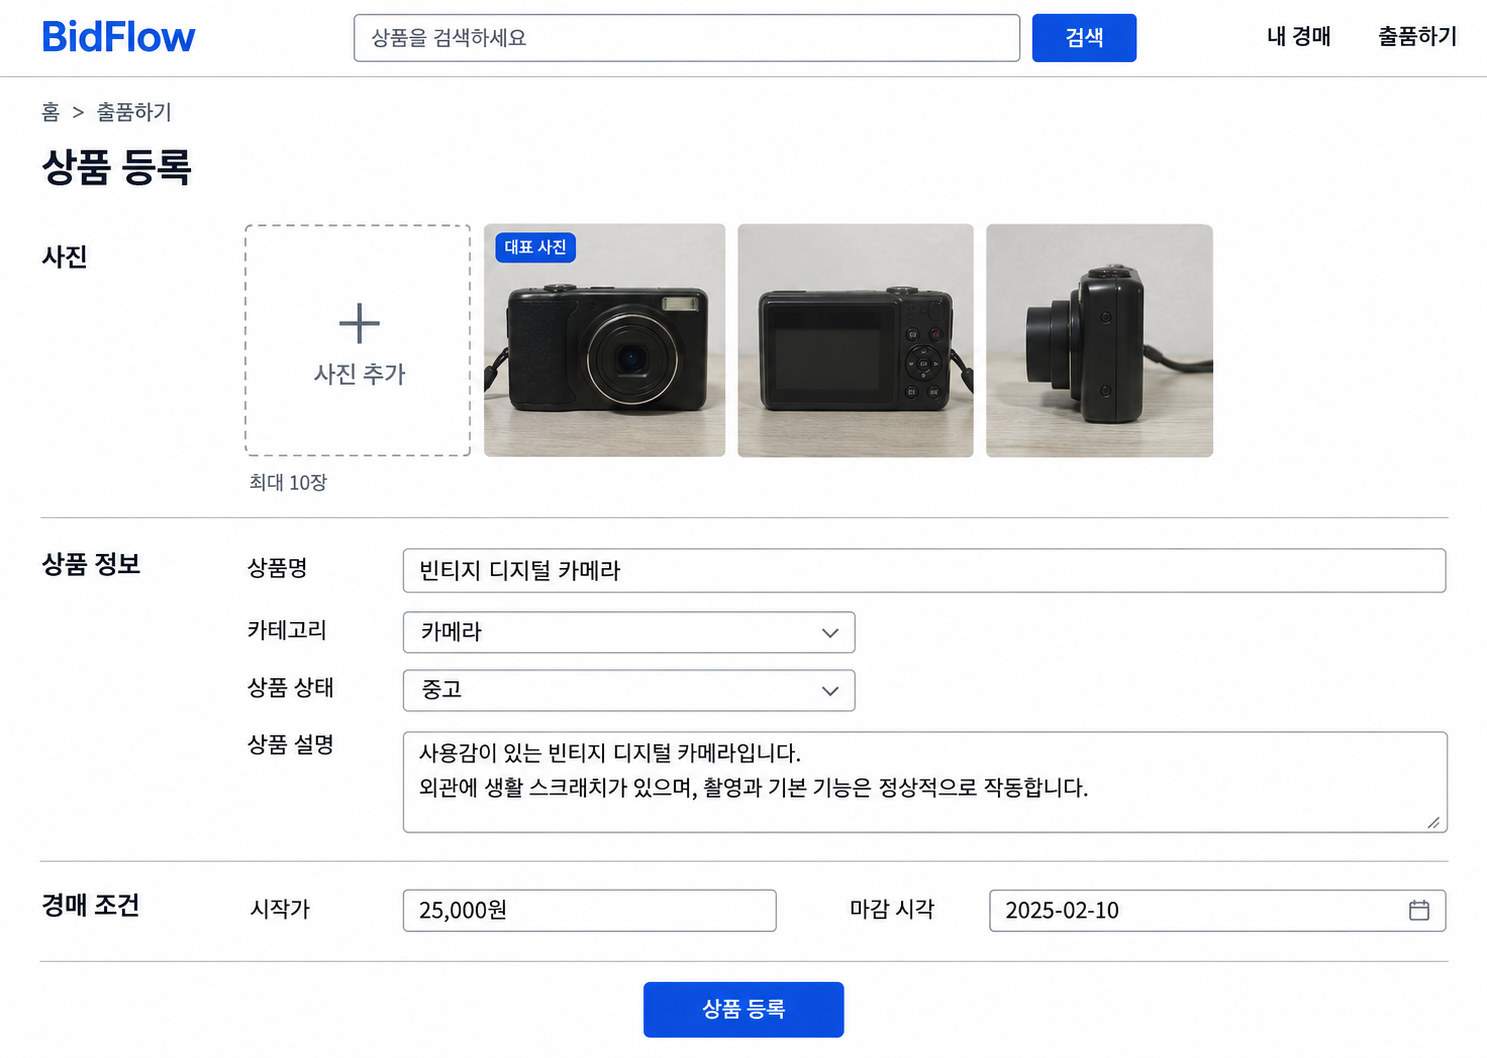 BidFlow
상품을 검색하세요
검색
내 경매
출품하기
홈 > 출품하기
상품 등록
사진
사진 추가
대표 사진
최대 10장
상품 정보
상품명
빈티지 디지털 카메라
카테고리
카메라
상품 상태
중고
상품 설명
사용감이 있는 빈티지 디지털 카메라입니다.
외관에 생활 스크래치가 있으며, 촬영과 기본 기능은 정상적으로 작동합니다.
경매 조건
시작가
25,000원
마감 시각
2025-02-10
상품 등록